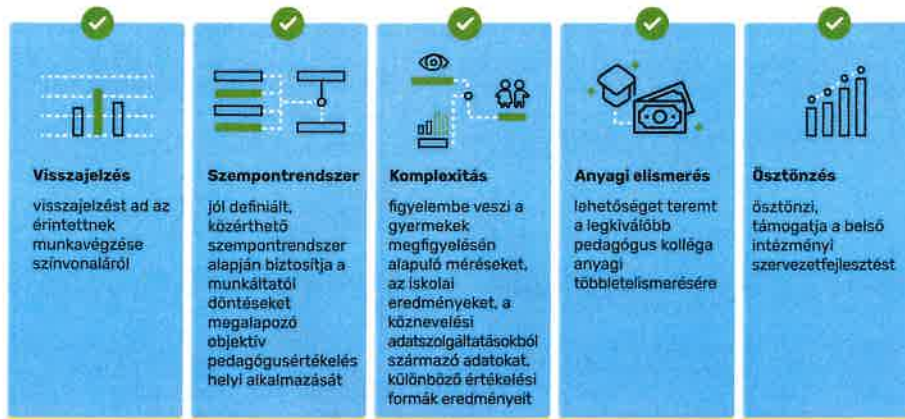 Visszajelzés
visszajelzést ad az
érintettnek
munkavégzése
színvonaláról
Szempontrendszer
jól definiált,
közérthető
szempontrendszer
alapján biztosítja a
munkáltatói
döntéseket
megalapozó
objektív
pedagógusértékelés
helyi alkalmazását
Komplexitás
figyelembe veszi a
gyermekek
megfigyelésén
alapuló méréseket,
az iskolai
eredményeket, a
köznevelési
adatszolgáltatásokból
származó adatokat,
különböző értékelési
formák eredményeit
Anyagi elismerés
lehetőséget teremt
a legkiválóbb
pedagógus kolléga
anyagi
többletelismerésére
Ösztönzés
ösztönzi,
támogatja a belső
intézményi
szervezetfejlesztést